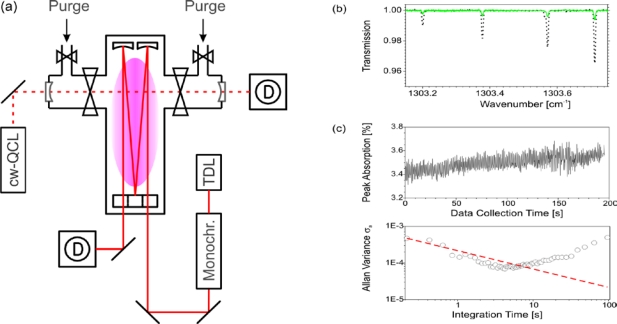 (a)
Purge
Purge
D
cw-QCL
TDL
Monochr.
D
(b)
Transmission
1.00
0.98
0.96
1303.2
1303.4
1303.6
Wavenumber [cm⁻¹]
(c)
Peak Absorption [%]
3.8
3.6
3.4
3.2
0
50
100
150
200
Data Collection Time [s]
Allan Variance σₐ
1E-3
1E-4
1E-5
1
10
100
Integration Time [s]